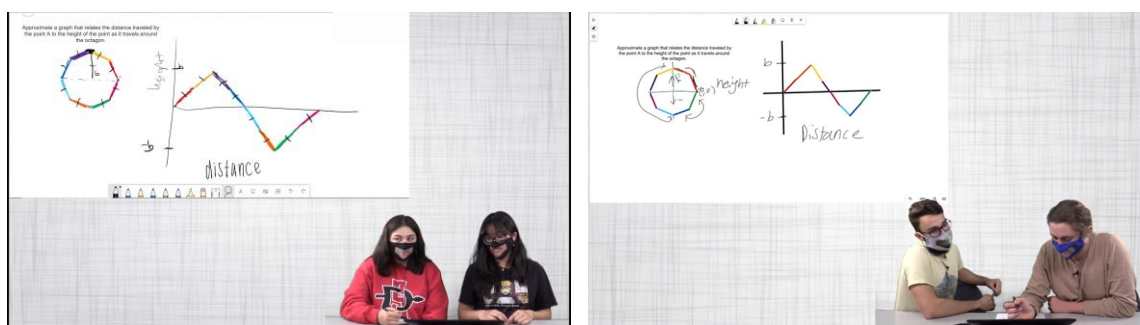 Approximate a graph that relates the distance traveled by
the point A to the height of the point as it travels around
the octagon.
height
b
b
-b
distance
Approximate a graph that relates the distance traveled by
the point A to the height of the point as it travels around
the octagon.
height
b
-b
Distance